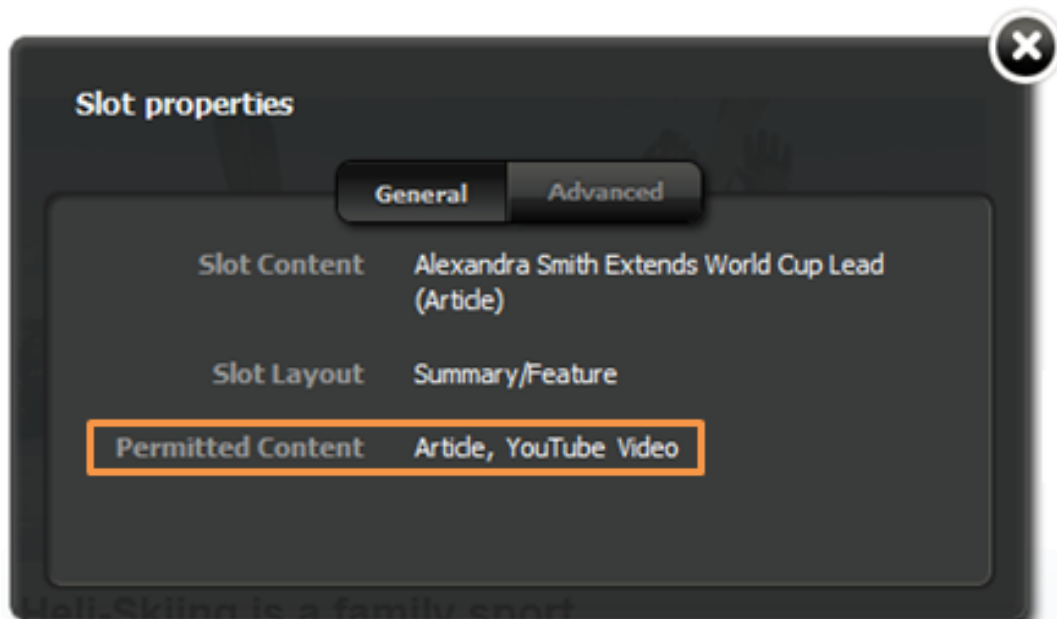 Slot properties
General Advanced
Slot Content Alexandra Smith Extends World Cup Lead
(Article)
Slot Layout Summary/Feature
Permitted Content Article, YouTube Video
Heli-Skiing is a family sport